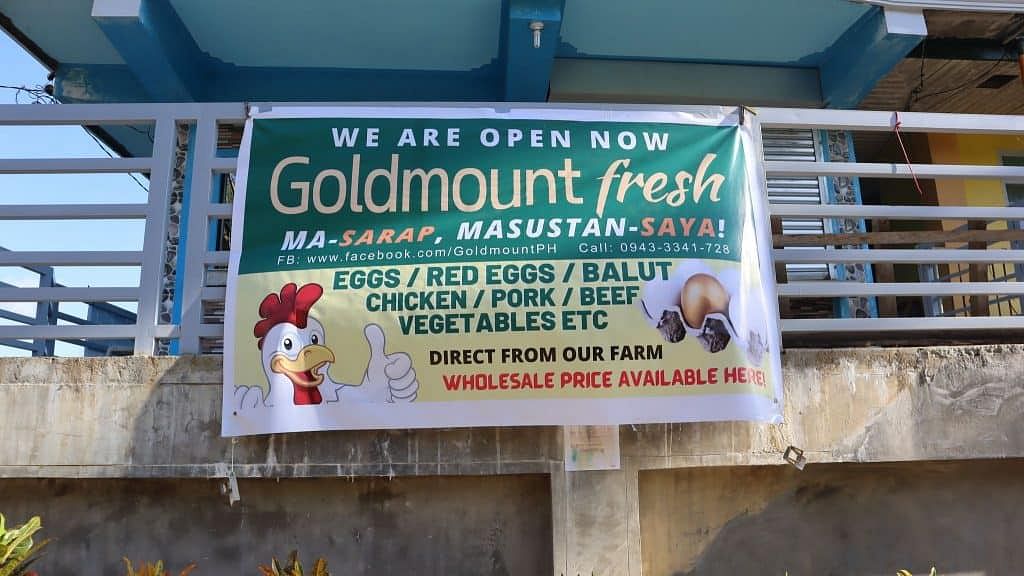 WE ARE OPEN NOW
Goldmount fresh
MA-SARAP, MASUSTAN-SAYA!
FB: www.facebook.com/GoldmountPH Call: 0943-3341-728
EGGS / RED EGGS / BALUT
CHICKEN / PORK / BEEF
VEGETABLES ETC
DIRECT FROM OUR FARM
WHOLESALE PRICE AVAILABLE HERE!